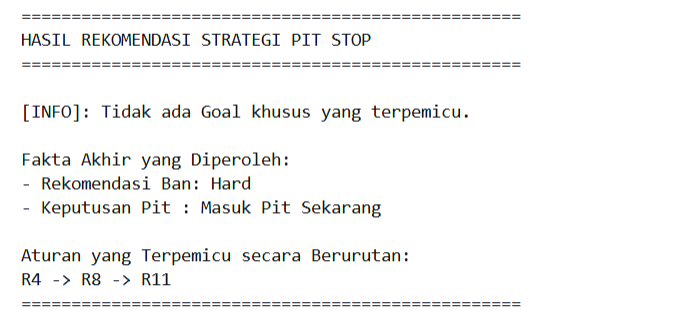 ==================================================
HASIL REKOMENDASI STRATEGI PIT STOP
==================================================
[INFO]: Tidak ada Goal khusus yang terpemicu.
Fakta Akhir yang Diperoleh:
- Rekomendasi Ban: Hard
- Keputusan Pit : Masuk Pit Sekarang
Aturan yang Terpemicu secara Berurutan:
R4 -> R8 -> R11
==================================================